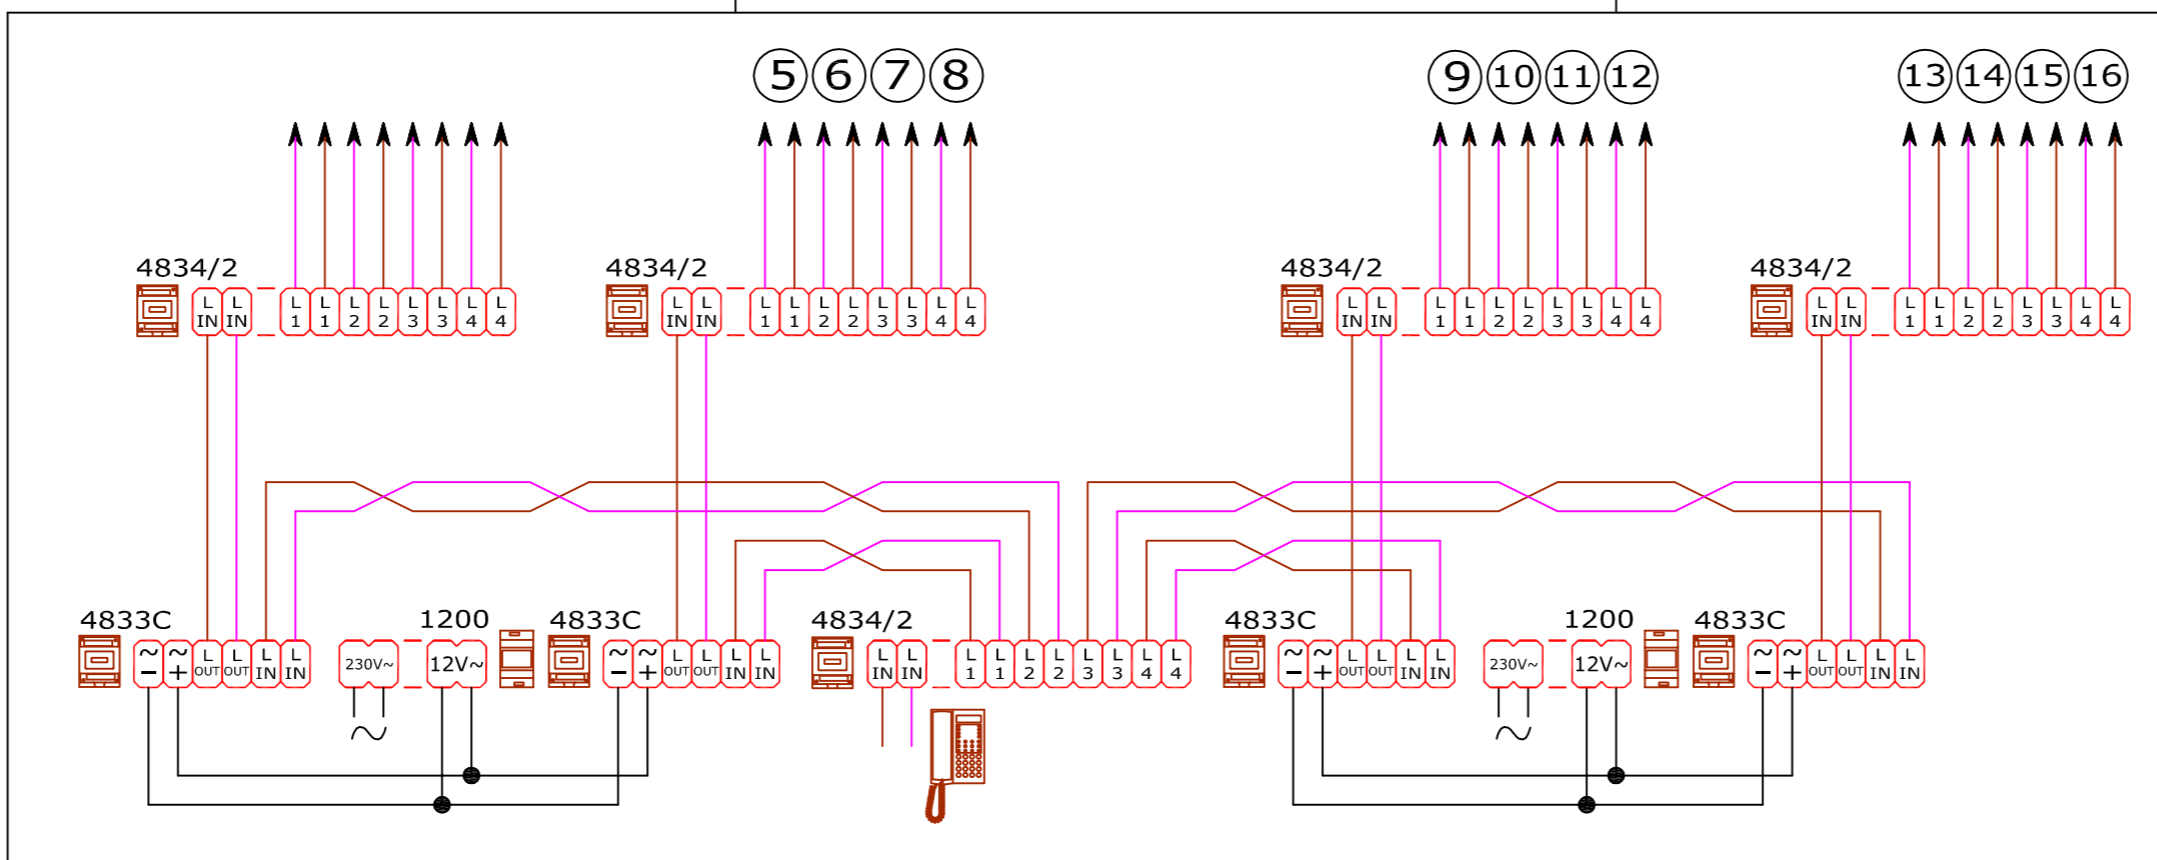 5 6 7 8 9 10 11 12 13 14 15 16
4834/2 4834/2 4834/2 4834/2
L IN L IN L 1 L 1 L 2 L 2 L 3 L 3 L 4 L 4
L IN L IN L 1 L 1 L 2 L 2 L 3 L 3 L 4 L 4
L IN L IN L 1 L 1 L 2 L 2 L 3 L 3 L 4 L 4
L IN L IN L 1 L 1 L 2 L 2 L 3 L 3 L 4 L 4
4833C 1200 4833C 4834/2 4833C 1200 4833C
~ − ~ + L OUT L OUT L IN L IN
230V~ 12V~
~ − ~ + L OUT L OUT L IN L IN
L IN L IN L 1 L 1 L 2 L 2 L 3 L 3 L 4 L 4
~ − ~ + L OUT L OUT L IN L IN
230V~ 12V~
~ − ~ + L OUT L OUT L IN L IN
~ ~